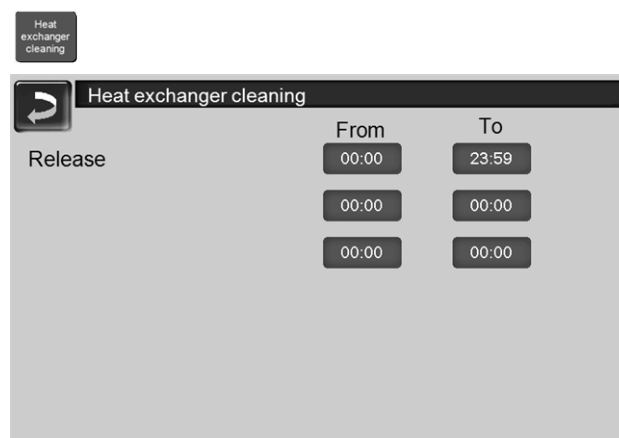 Heat
exchanger
cleaning
Heat exchanger cleaning
From To
Release 00:00 23:59
00:00 00:00
00:00 00:00